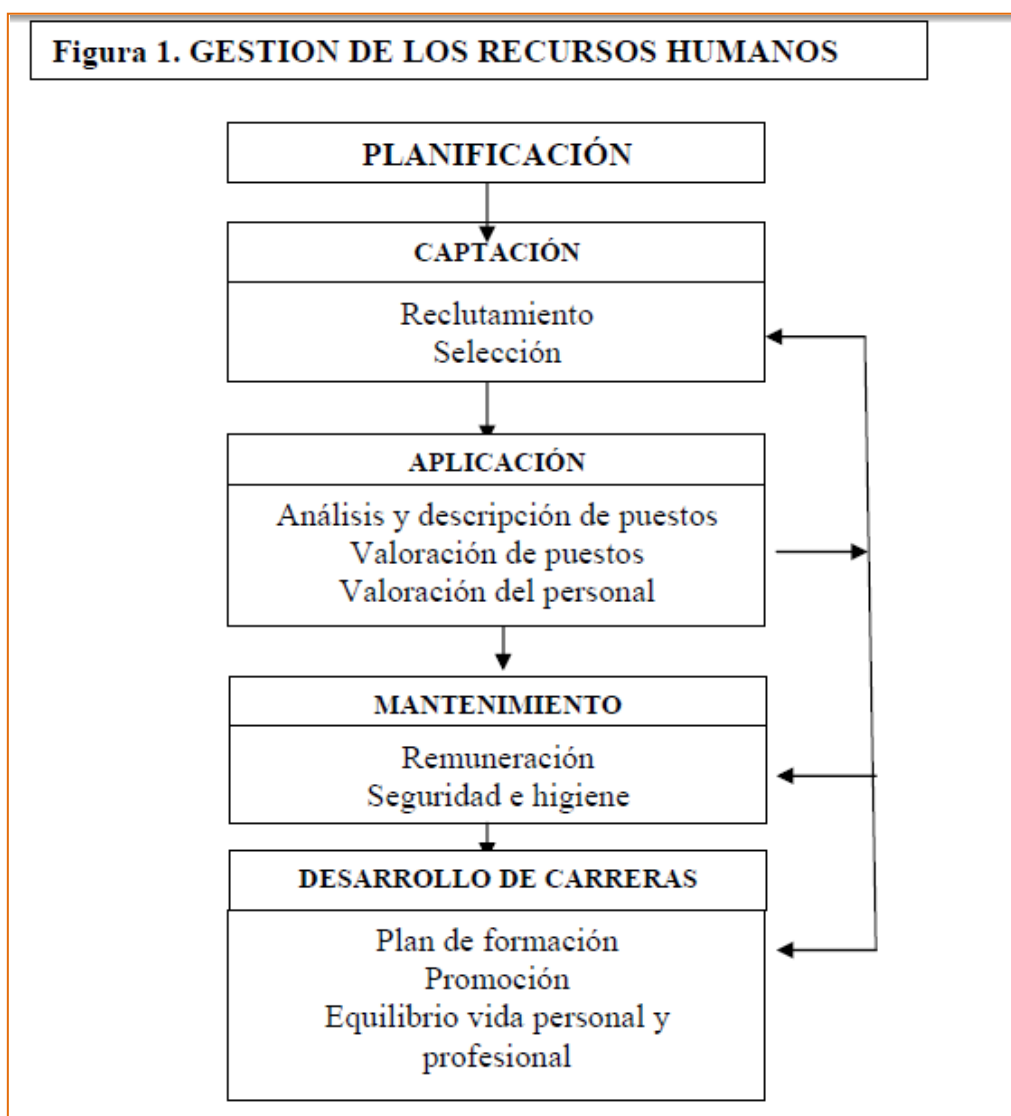 Figura 1. GESTION DE LOS RECURSOS HUMANOS
PLANIFICACIÓN
CAPTACIÓN
Reclutamiento
Selección
APLICACIÓN
Análisis y descripción de puestos
Valoración de puestos
Valoración del personal
MANTENIMIENTO
Remuneración
Seguridad e higiene
DESARROLLO DE CARRERAS
Plan de formación
Promoción
Equilibrio vida personal y
profesional